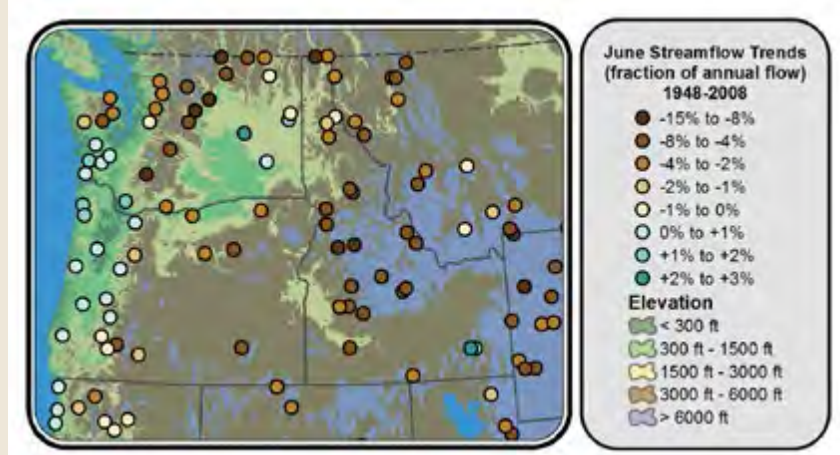 June Streamflow Trends
(fraction of annual flow)
1948-2008
-15% to -8%
-8% to -4%
-4% to -2%
-2% to -1%
-1% to 0%
0% to +1%
+1% to +2%
+2% to +3%
Elevation
< 300 ft
300 ft - 1500 ft
1500 ft - 3000 ft
3000 ft - 6000 ft
> 6000 ft